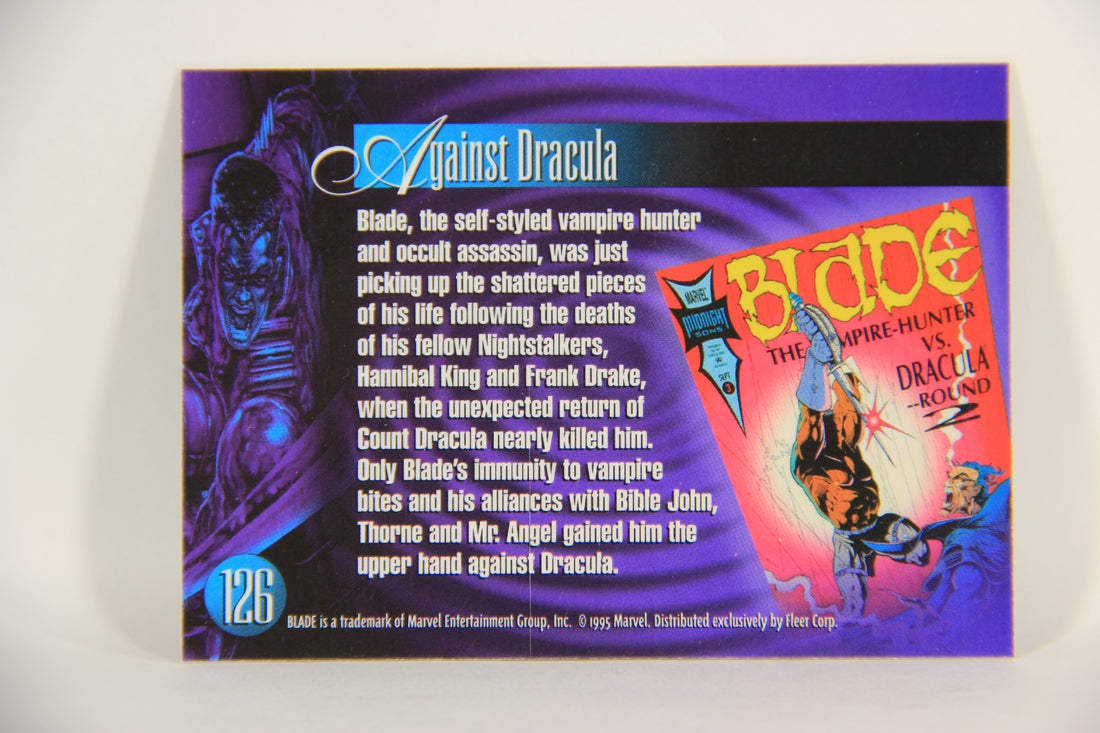 Against Dracula
Blade, the self-styled vampire hunter
and occult assassin, was just
picking up the shattered pieces
of his life following the deaths
of his fellow Nightstalkers,
Hannibal King and Frank Drake,
when the unexpected return of
Count Dracula nearly killed him.
Only Blade's immunity to vampire
bites and his alliances with Bible John,
Thorne and Mr. Angel gained him the
upper hand against Dracula.
MARVEL
MIDNIGHT
SONS
SEPT
3
BLADE
THE VAMPIRE-HUNTER
VS.
DRACULA
--ROUND
2
126
BLADE is a trademark of Marvel Entertainment Group, Inc. © 1995 Marvel. Distributed exclusively by Fleer Corp.